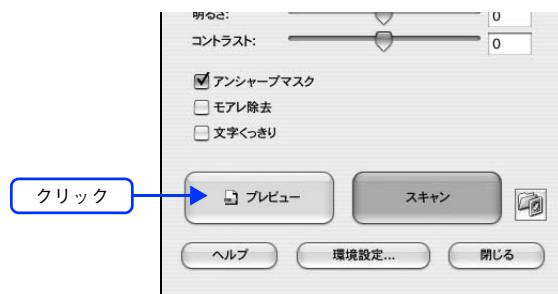 明るさ: 0
コントラスト: 0
アンシャープマスク
モアレ除去
文字くっきり
クリック
プレビュー スキャン
ヘルプ 環境設定... 閉じる